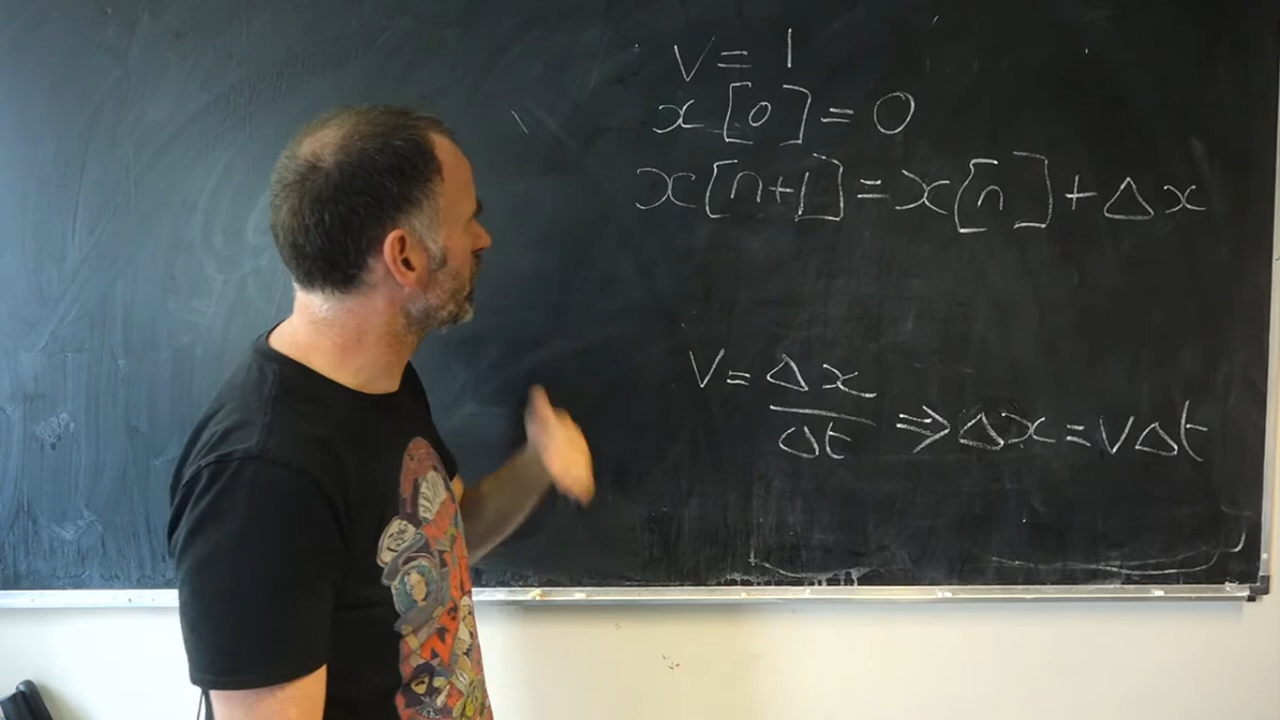 V = 1
x[0] = 0
x[n+1] = x[n] + Δx
V = Δx/Δt ⇒ Δx = VΔt